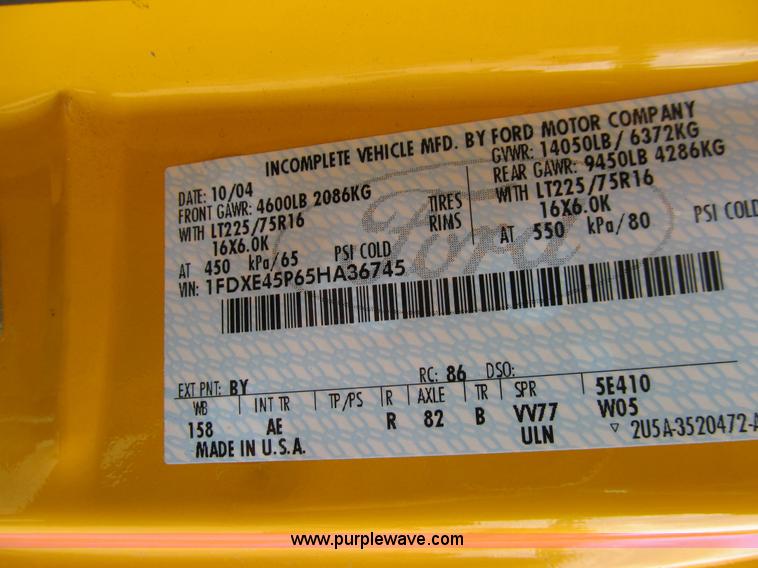 INCOMPLETE VEHICLE MFD. BY FORD MOTOR COMPANY
DATE: 10/04 GVWR: 14050LB/ 6372KG
FRONT GAWR: 4600LB 2086KG REAR GAWR: 9450LB 4286KG
WITH LT225/75R16 TIRES WITH LT225/75R16
16X6.0K RINS 16X6.0K
AT 450 kPa/65 PSI COLD AT 550 kPa/80 PSI COLD
VIN: 1FDXE45P65HA36745
Ford
EXT PNT: BY RC: 86 DSO:
WB INT TR TP/PS R AXLE TR SPR 5E410
158 AE R 82 B VV77 W05
MADE IN U.S.A. ULN ▽ 2U5A-3520472-A
www.purplewave.com